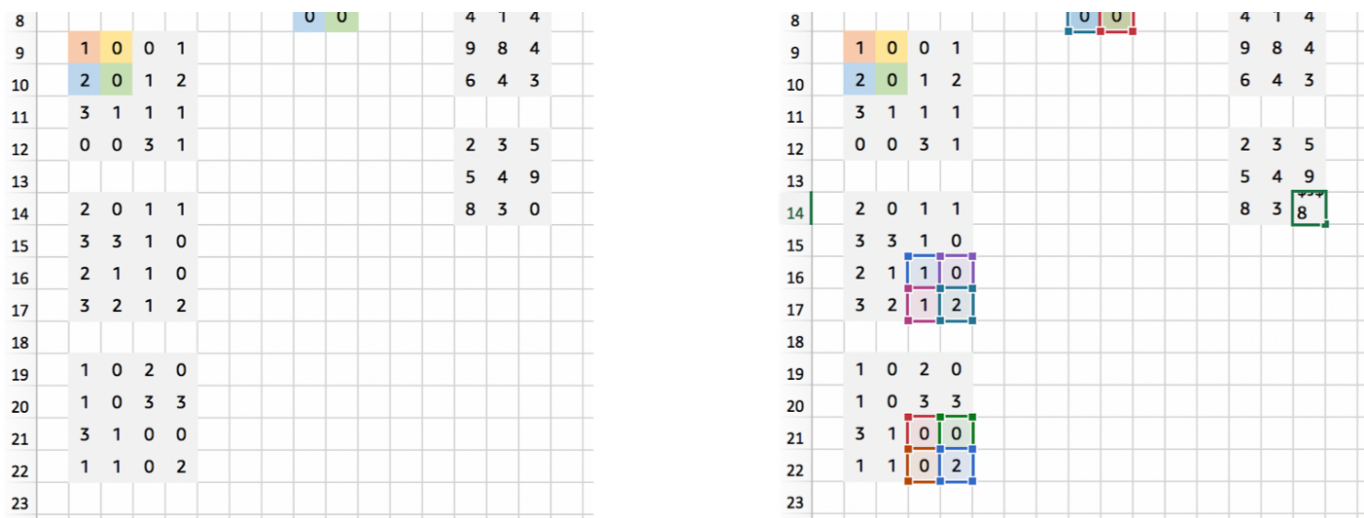 8 0 0 4 1 4
9 1 0 0 1 9 8 4
10 2 0 1 2 6 4 3
11 3 1 1 1
12 0 0 3 1 2 3 5
13 5 4 9
14 2 0 1 1 8 3 0
15 3 3 1 0
16 2 1 1 0
17 3 2 1 2
18
19 1 0 2 0
20 1 0 3 3
21 3 1 0 0
22 1 1 0 2
23
8 0 0 4 1 4
9 1 0 0 1 9 8 4
10 2 0 1 2 6 4 3
11 3 1 1 1
12 0 0 3 1 2 3 5
13 5 4 9
14 2 0 1 1 8 3 8
15 3 3 1 0
16 2 1 1 0
17 3 2 1 2
18
19 1 0 2 0
20 1 0 3 3
21 3 1 0 0
22 1 1 0 2
23